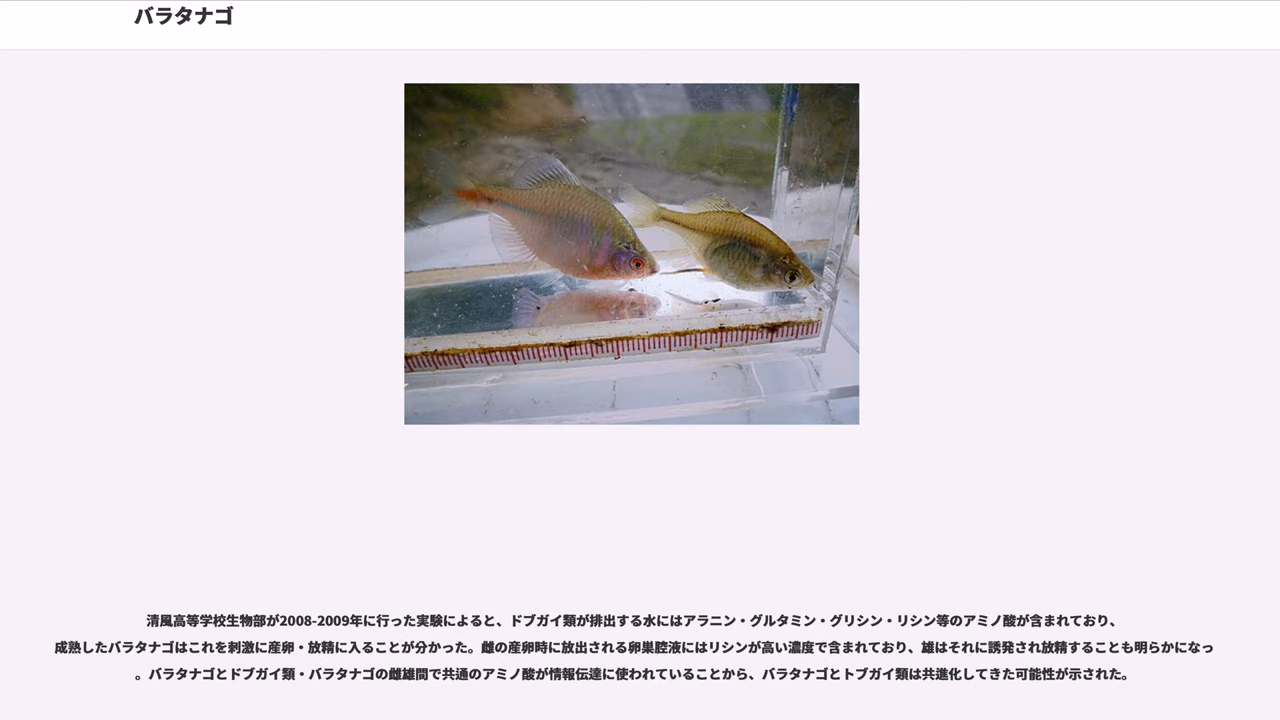 バラタナゴ
清風高等学校生物部が2008-2009年に行った実験によると、ドブガイ類が排出する水にはアラニン・グルタミン・グリシン・リシン等のアミノ酸が含まれており、
成熟したバラタナゴはこれを刺激に産卵・放精に入ることが分かった。雌の産卵時に放出される卵巣腔液にはリシンが高い濃度で含まれており、雄はそれに誘発され放精することも明らかになっ
。バラタナゴとドブガイ類・バラタナゴの雌雄間で共通のアミノ酸が情報伝達に使われていることから、バラタナゴとトブガイ類は共進化してきた可能性が示された。